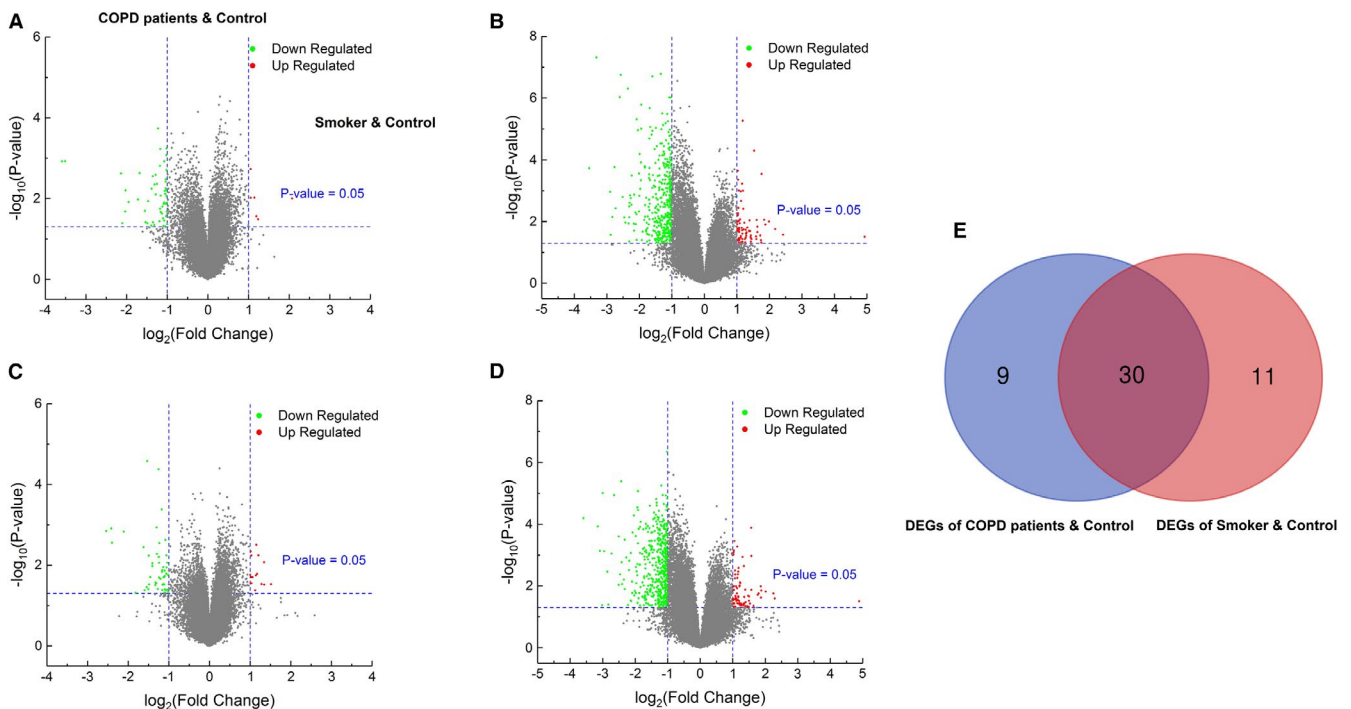 A
COPD patients & Control
6
4
2
0
-log10(P-value)
Down Regulated
Up Regulated
Smoker & Control
P-value = 0.05
-4 -3 -2 -1 0 1 2 3 4
log2(Fold Change)
B
8
6
4
2
0
-log10(P-value)
Down Regulated
Up Regulated
P-value = 0.05
-5 -4 -3 -2 -1 0 1 2 3 4 5
log2(Fold Change)
C
6
4
2
0
-log10(P-value)
Down Regulated
Up Regulated
P-value = 0.05
-4 -3 -2 -1 0 1 2 3 4
log2(Fold Change)
D
8
6
4
2
0
-log10(P-value)
Down Regulated
Up Regulated
P-value = 0.05
-5 -4 -3 -2 -1 0 1 2 3 4 5
log2(Fold Change)
E
9 30 11
DEGs of COPD patients & Control DEGs of Smoker & Control